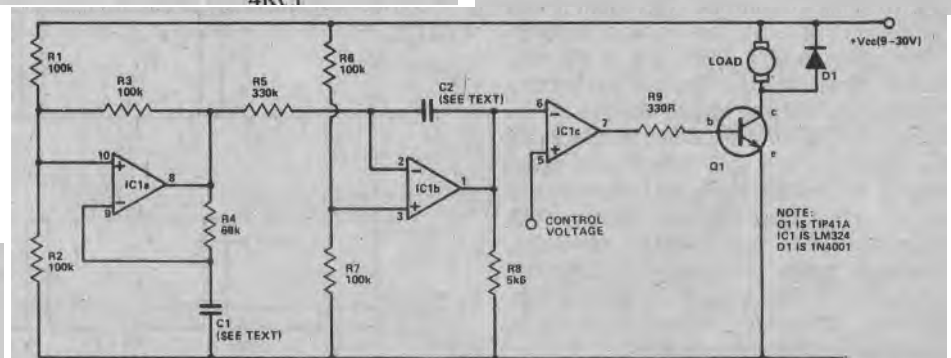 R1
100k
R3
100k
R5
330k
R6
100k
C2
(SEE TEXT)
LOAD
D1
+Vcc(9-30V)
R9
330R
10
+
IC1a
8
9
-
R4
68k
R2
100k
C1
(SEE TEXT)
2
-
IC1b
1
3
+
R7
100k
R8
5k6
6
-
IC1c
7
5
+
CONTROL
VOLTAGE
b
c
e
Q1
NOTE:
Q1 IS TIP41A
IC1 IS LM324
D1 IS 1N4001